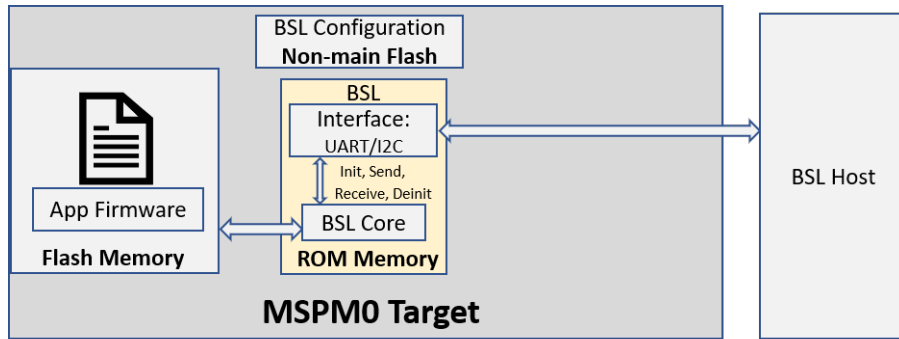 BSL Configuration
Non-main Flash
BSL
Interface:
UART/I2C
Init, Send,
Receive, Deinit
BSL Core
ROM Memory
App Firmware
Flash Memory
MSPM0 Target
BSL Host